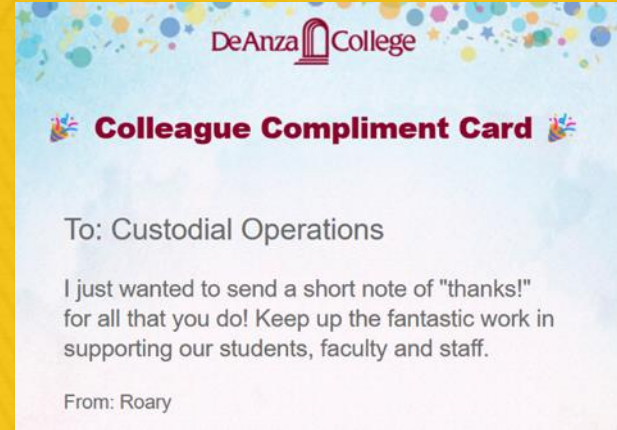 DeAnza College
🎉 Colleague Compliment Card 🎉
To: Custodial Operations
I just wanted to send a short note of "thanks!"
for all that you do! Keep up the fantastic work in
supporting our students, faculty and staff.
From: Roary